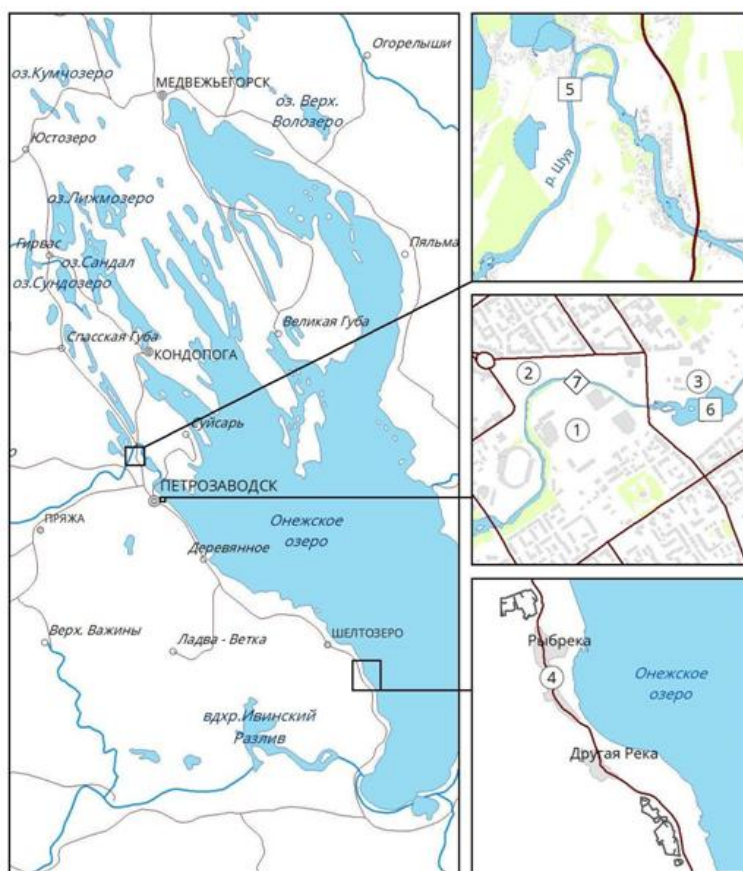 Огорелыши
оз.Кумчозеро
МЕДВЕЖЬЕГОРСК
оз. Верх.
Волозеро
Юстозеро
оз.Лижмозеро
Пяльма
Гирвас
оз.Сандал
оз.Сундозеро
Великая Губа
Спасская Губа
КОНДОПОГА
Суйсарь
ПЕТРОЗАВОДСК
Онежское
озеро
ПРЯЖА
Деревянное
Верх. Важины
Ладва - Ветка
ШЕЛТОЗЕРО
вдхр.Ивинский
Разлив
5
р. Шуя
2
7
3
6
1
Рыбрека
4
Онежское
озеро
Другая Река